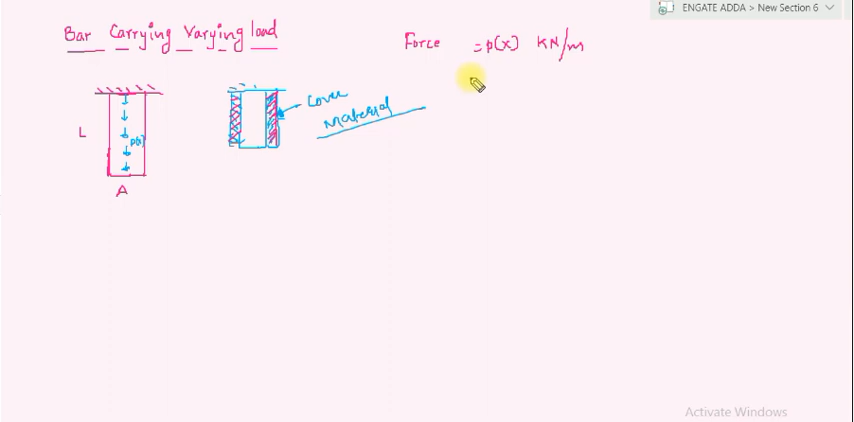 ENGATE ADDA > New Section 6
Bar Carrying Varying load
Force = p(x) KN/m
L
p(x)
A
Cover
Material
Activate Windows